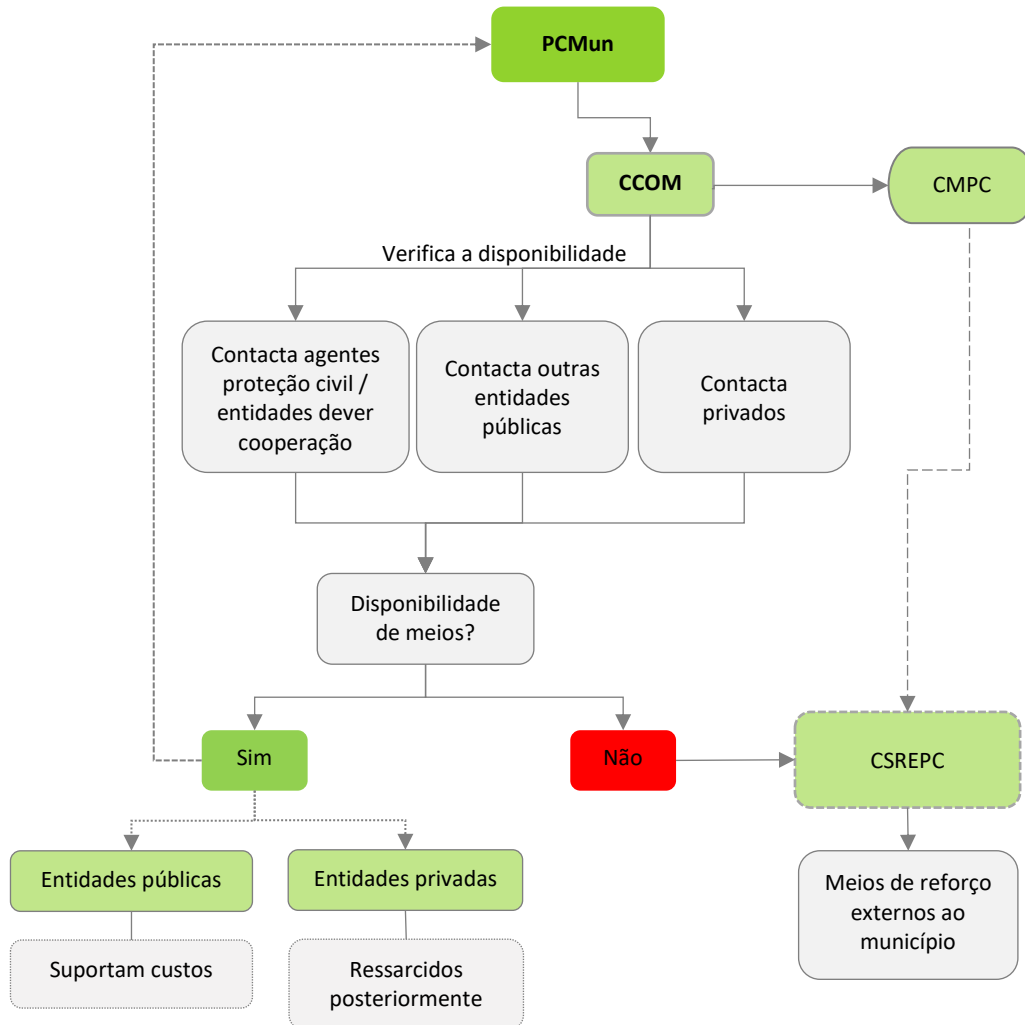 PCMun
CCOM
CMPC
Verifica a disponibilidade
Contacta agentes
proteção civil /
entidades dever
cooperação
Contacta outras
entidades
públicas
Contacta
privados
Disponibilidade
de meios?
Sim
Não
CSREPC
Entidades públicas
Entidades privadas
Meios de reforço
externos ao
município
Suportam custos
Ressarcidos
posteriormente